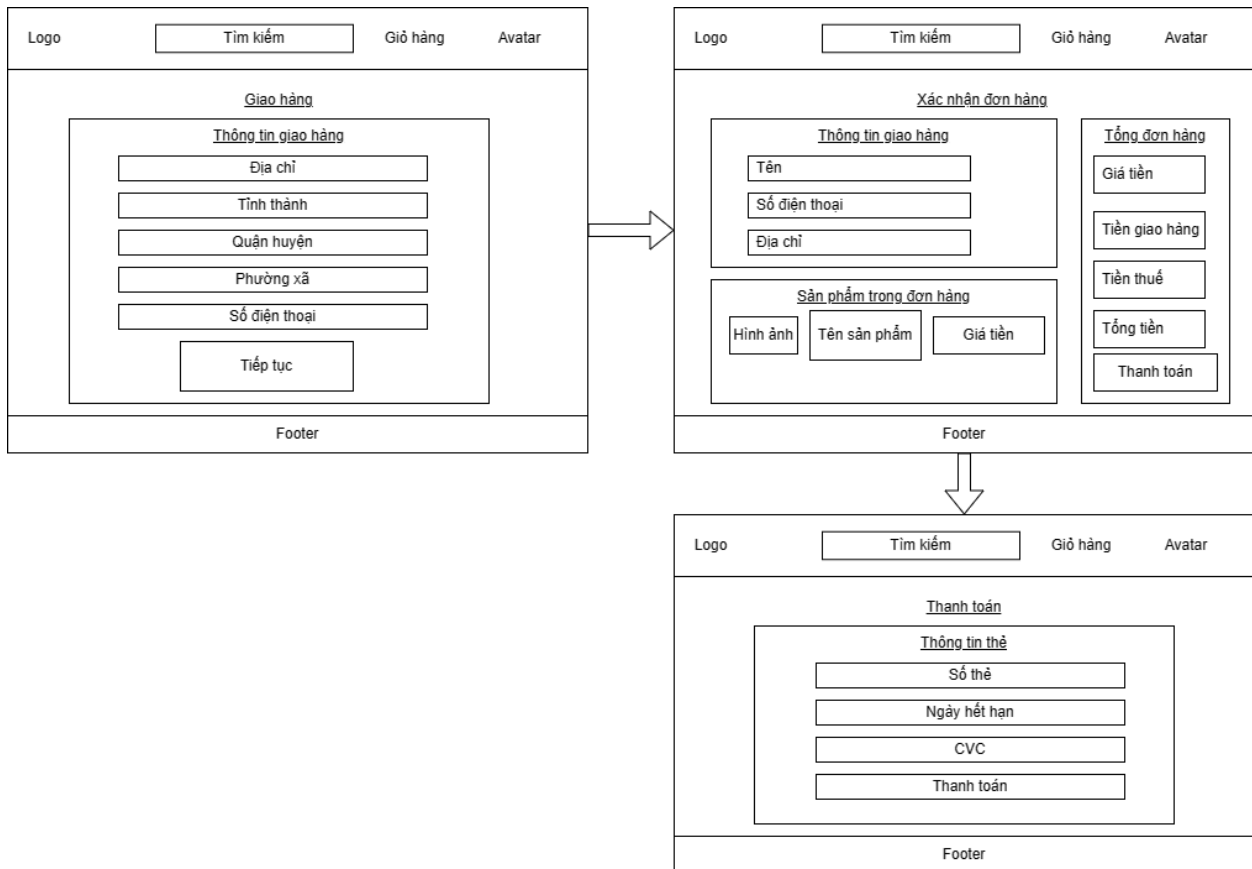 Logo
Tìm kiếm
Giỏ hàng
Avatar
Giao hàng
Thông tin giao hàng
Địa chỉ
Tỉnh thành
Quận huyện
Phường xã
Số điện thoại
Tiếp tục
Footer
Logo
Tìm kiếm
Giỏ hàng
Avatar
Xác nhận đơn hàng
Thông tin giao hàng
Tên
Số điện thoại
Địa chỉ
Sản phẩm trong đơn hàng
Hình ảnh
Tên sản phẩm
Giá tiền
Tổng đơn hàng
Giá tiền
Tiền giao hàng
Tiền thuế
Tổng tiền
Thanh toán
Footer
Logo
Tìm kiếm
Giỏ hàng
Avatar
Thanh toán
Thông tin thẻ
Số thẻ
Ngày hết hạn
CVC
Thanh toán
Footer